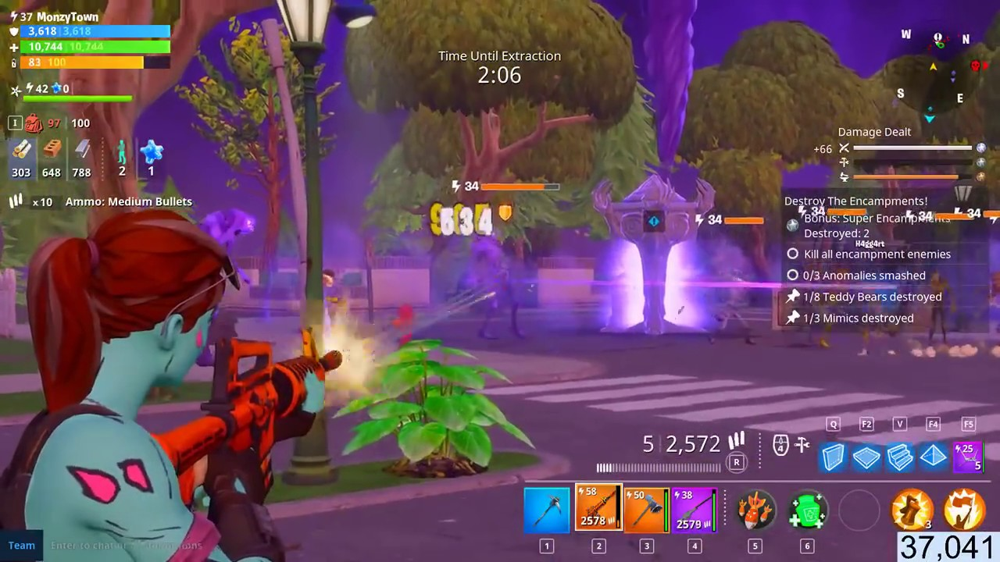 37 MonzyTown
3,618 3,618
10,744 10,744
83 100
42 0
I 97 100
303 648 788 2 1
x10 Ammo: Medium Bullets
Time Until Extraction
2:06
W N
S E
Damage Dealt
+66
34
34
Destroy The Encampments!
34 34 34
Bonus: Super Encampments
Destroyed: 2
H4gg4rt
Kill all encampment enemies
0/3 Anomalies smashed
1/8 Teddy Bears destroyed
1/3 Mimics destroyed
5 2,572
R
4
Q F2 V F4 F5
25
5
58 50 38
2578 2579
3
1 2 3 4 5 6
Team Enter to chat or
37,041